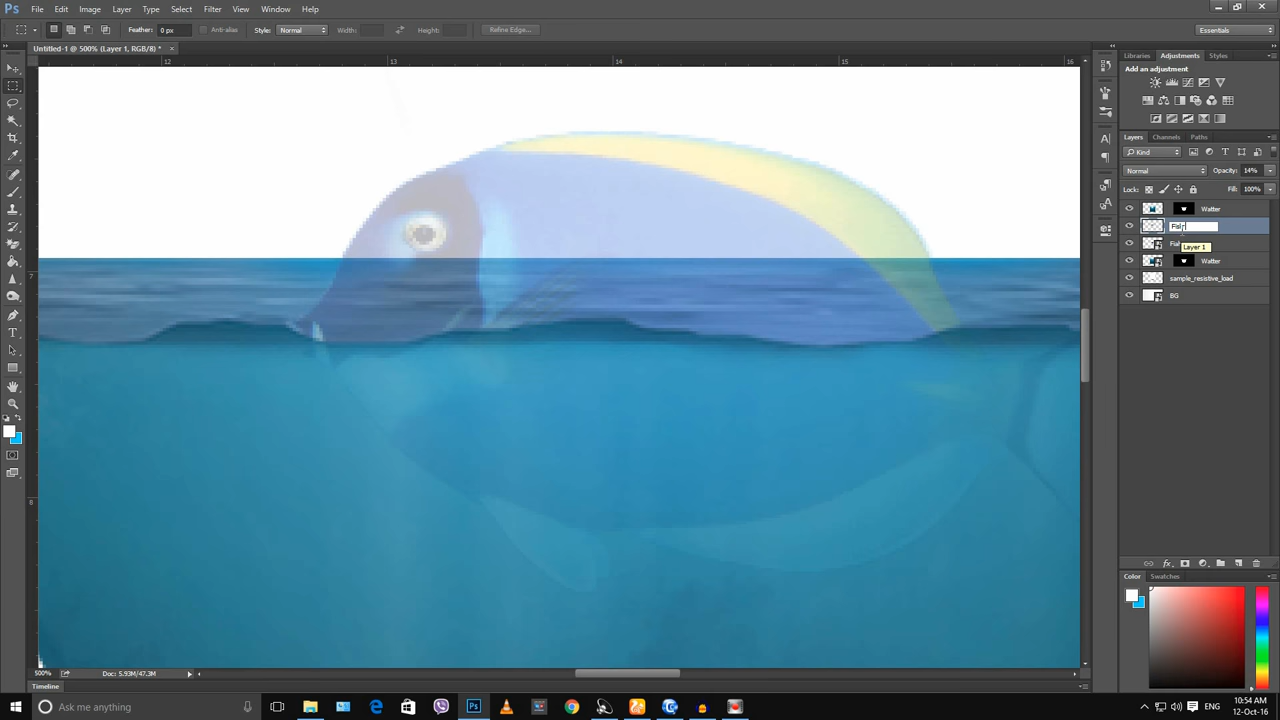 Ps File Edit Image Layer Type Select Filter 3D View Window Help
Feather: 0 px Anti-alias Style: Normal Width: Height: Refine Edge... Essentials
Untitled-1 @ 500% (Layer 1, RGB/8) * ×
12 13 14 15 16
Libraries Adjustments Styles
Add an adjustment
Layers Channels Paths
Kind
Normal Opacity: 14%
Lock: Fill: 100%
Watter
Layer 1
Watter
sample_resistive_load
BG
7
8
Color Swatches
500% Doc: 5.93M/47.3M
Timeline
Ask me anything
ENG
10:54 AM
12-Oct-16